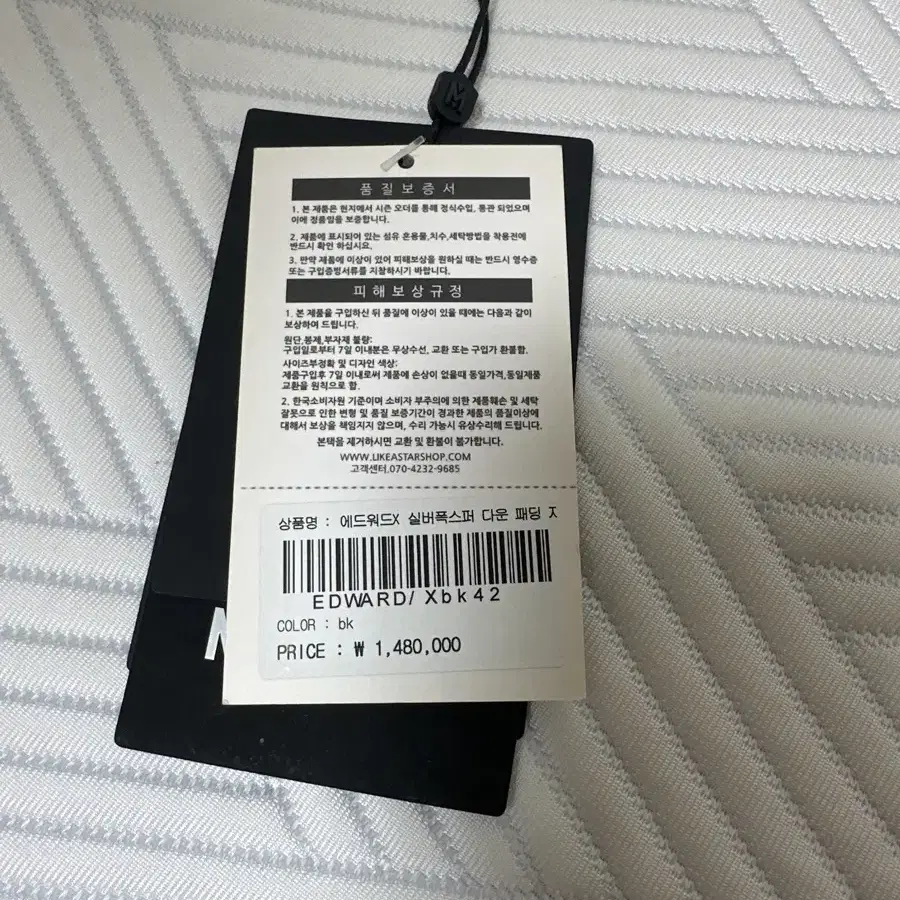 품질보증서
1. 본 제품은 현지에서 시즌 오더를 통해 정식수입, 통관 되었으며
이에 정품임을 보증합니다.
2. 제품에 표시되어 있는 섬유 혼용율,치수,세탁방법을 착용전에
반드시 확인 하십시요.
3. 만약 제품에 이상이 있어 피해보상을 원하실 때는 반드시 영수증
또는 구입증빙서류를 지참하시기 바랍니다.
피해보상규정
1. 본 제품을 구입하신 뒤 품질에 이상이 있을 때에는 다음과 같이
보상하여 드립니다.
원단,봉제,부자제 불량:
구입일로부터 7일 이내분은 무상수선, 교환 또는 구입가 환불함.
사이즈부정확 및 디자인 색상:
제품구입후 7일 이내로써 제품에 손상이 없을때 동일가격,동일제품
교환을 원칙으로 함.
2. 한국소비자원 기준이며 소비자 부주의에 의한 제품훼손 및 세탁
잘못으로 인한 변형 및 품질 보증기간이 경과한 제품의 품질이상에
대해서 보상을 책임지지 않으며, 수리 가능시 유상수리해 드립니다.
본택을 제거하시면 교환 및 환불이 불가합니다.
WWW.LIKEASTARSHOP.COM
고객센터.070-4232-9685
상품명 : 에드워드X 실버폭스퍼 다운 패딩 자
EDWARD/ Xbk42
COLOR : bk
PRICE : ₩ 1,480,000